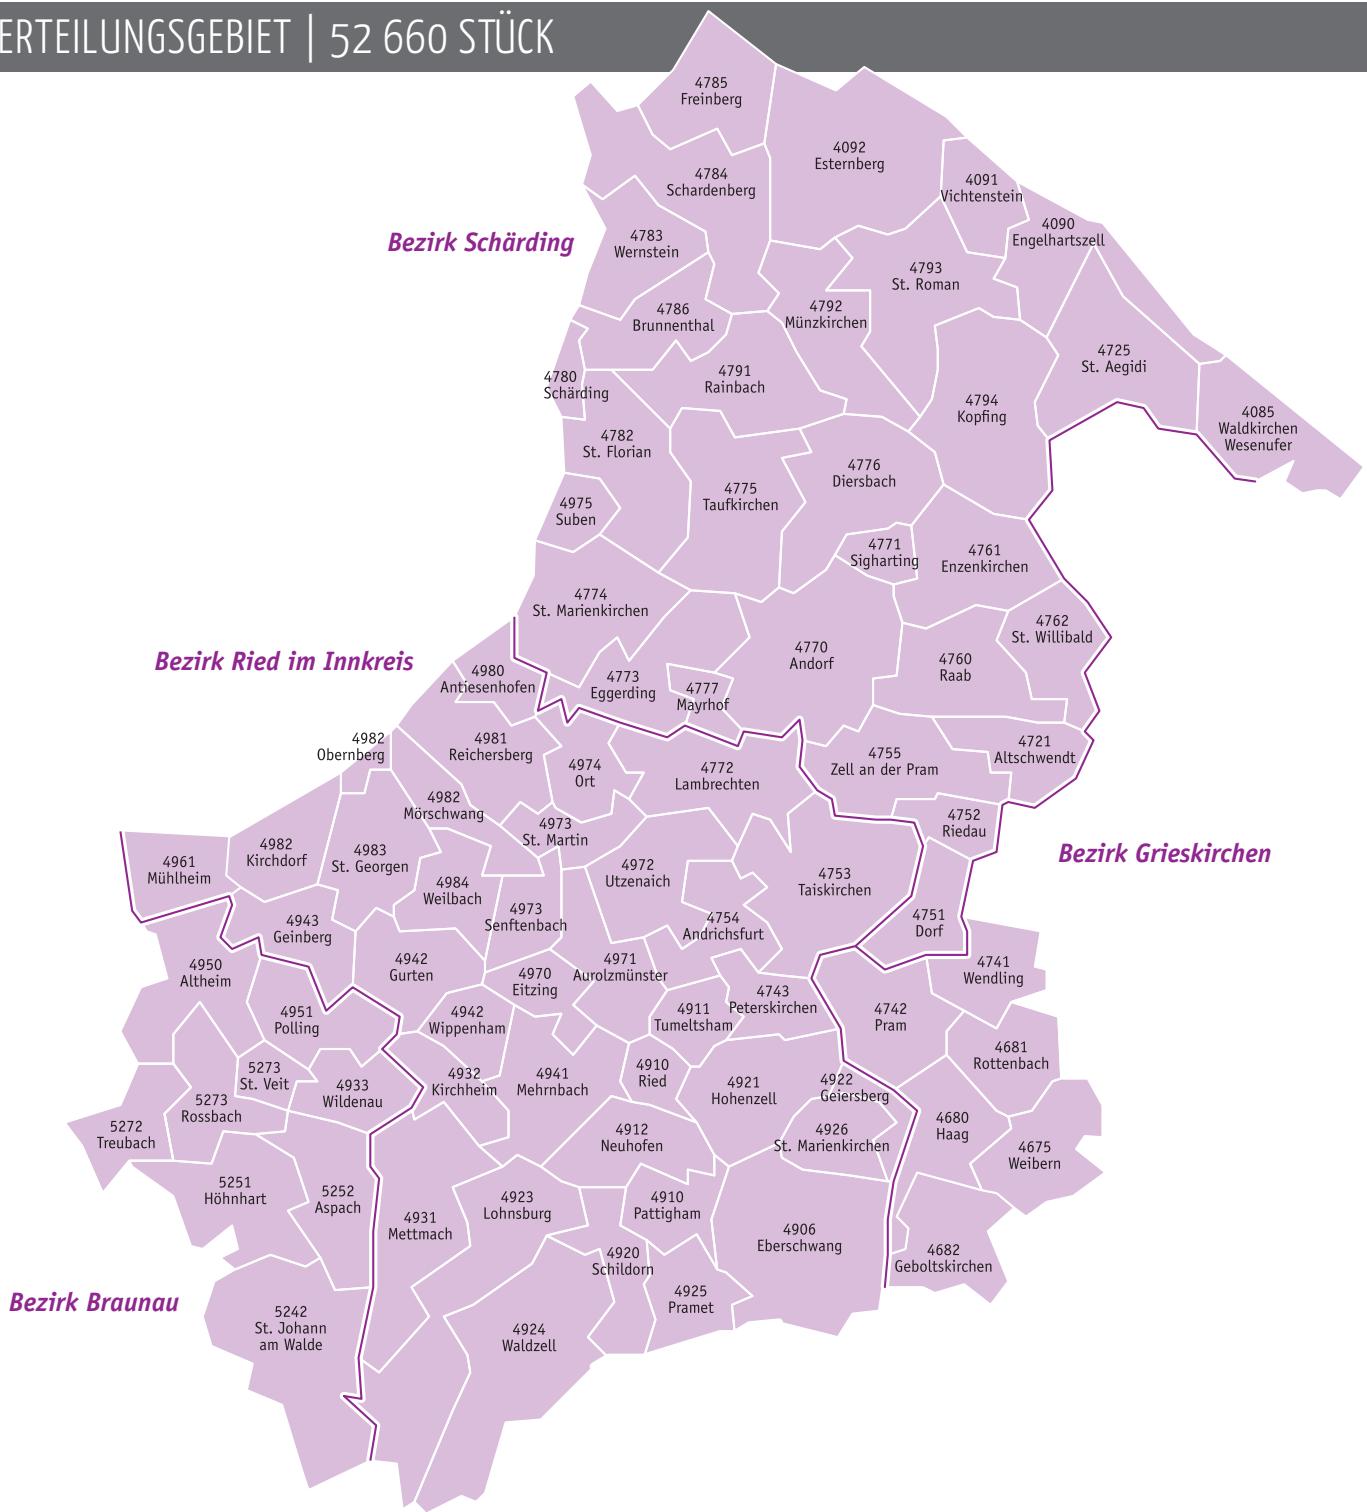 ERTEILUNGSGEBIET | 52 660 STÜCK
4785
Freinberg
4092
Esternberg
4784
Schardenberg
4091
Vichtenstein
4090
Engelhartszell
Bezirk Schärding
4783
Wernstein
4793
St. Roman
4786
Brunnenthal
4792
Münzkirchen
4725
St. Aegidi
4780
Schärding
4791
Rainbach
4794
Kopfing
4085
Waldkirchen
Wesenufer
4782
St. Florian
4776
Diersbach
4775
Taufkirchen
4975
Suben
4771
Sigharting
4761
Enzenkirchen
4774
St. Marienkirchen
4762
St. Willibald
4770
Andorf
4760
Raab
Bezirk Ried im Innkreis
4980
Antiesenhofen
4773
Eggerding
4777
Mayrhof
4982
Obernberg
4981
Reichersberg
4974
Ort
4772
Lambrechten
4755
Zell an der Pram
4721
Altschwendt
4982
Mörschwang
4973
St. Martin
4752
Riedau
Bezirk Grieskirchen
4961
Mühlheim
4982
Kirchdorf
4983
St. Georgen
4984
Weilbach
4972
Utzenaich
4753
Taiskirchen
4943
Geinberg
4973
Senftenbach
4754
Andrichsfurt
4751
Dorf
4950
Altheim
4942
Gurten
4970
Eitzing
4971
Aurolzmünster
4741
Wendling
4951
Polling
4942
Wippenham
4911
Tumeltsham
4743
Peterskirchen
4742
Pram
4681
Rottenbach
5273
St. Veit
4933
Wildenau
4932
Kirchheim
4941
Mehrnbach
4910
Ried
4921
Hohenzell
4922
Geiersberg
5273
Rossbach
5272
Treubach
4912
Neuhofen
4926
St. Marienkirchen
4680
Haag
4675
Weibern
5251
Höhnhart
5252
Aspach
4931
Mettmach
4923
Lohnsburg
4910
Pattigham
4906
Eberschwang
4920
Schildorn
4682
Geboltskirchen
Bezirk Braunau
4925
Pramet
5242
St. Johann
am Walde
4924
Waldzell